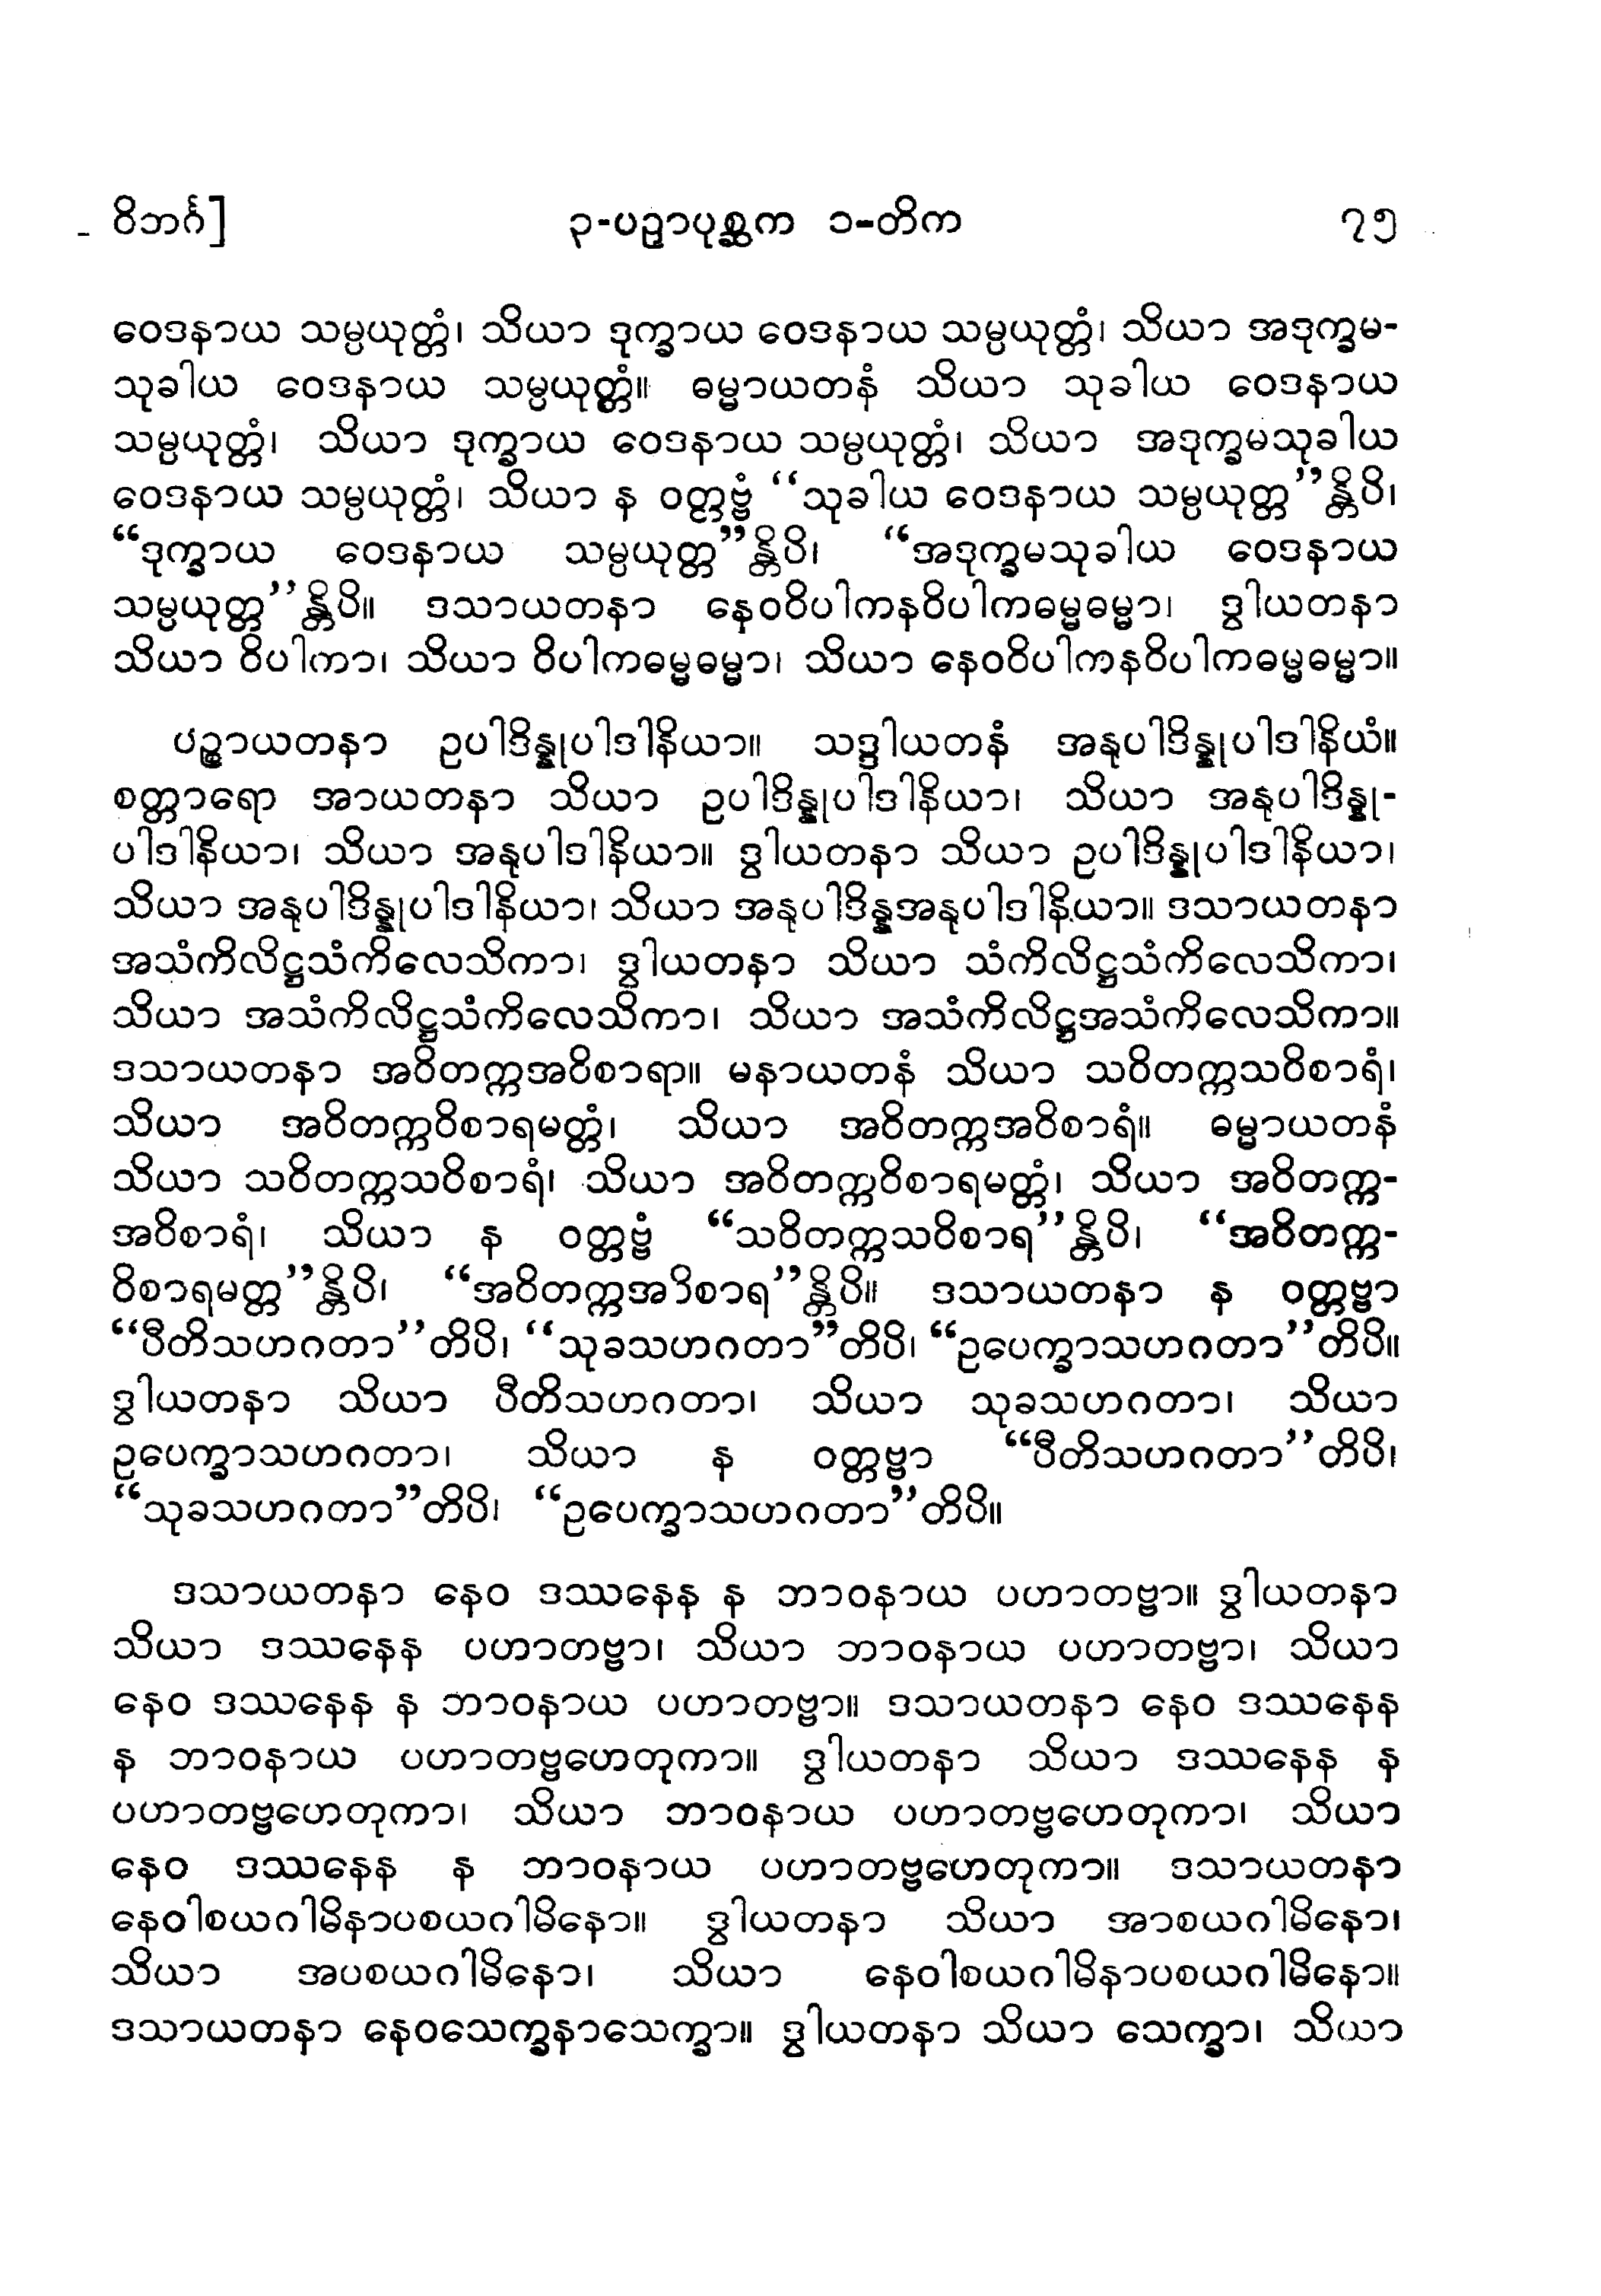 ဝိဘင်္ဂ] ၃-ပဉှာပုစ္ဆက ၁-တိက ၇၅
ဝေဒနာယ သမ္ပယုတ္တံ၊ သိယာ ဒုက္ခာယ ဝေဒနာယ သမ္ပယုတ္တံ၊ သိယာ အဒုက္ခမ-
သုခါယ ဝေဒနာယ သမ္ပယုတ္တံ။ ဓမ္မာယတနံ သိယာ သုခါယ ဝေဒနာယ
သမ္ပယုတ္တံ၊ သိယာ ဒုက္ခာယ ဝေဒနာယ သမ္ပယုတ္တံ၊ သိယာ အဒုက္ခမသုခါယ
ဝေဒနာယ သမ္ပယုတ္တံ၊ သိယာ န ဝတ္တဗ္ဗံ “သုခါယ ဝေဒနာယ သမ္ပယုတ္တ”န္တိပိ၊
“ဒုက္ခာယ ဝေဒနာယ သမ္ပယုတ္တ”န္တိပိ၊ “အဒုက္ခမသုခါယ ဝေဒနာယ
သမ္ပယုတ္တ”န္တိပိ။ ဒသာယတနာ နေဝဝိပါကနဝိပါကဓမ္မဓမ္မာ၊ ဒွါယတနာ
သိယာ ဝိပါကာ၊ သိယာ ဝိပါကဓမ္မဓမ္မာ၊ သိယာ နေဝဝိပါကနဝိပါကဓမ္မဓမ္မာ။
ပဉ္စာယတနာ ဥပါဒိန္နုပါဒါနိယာ။ သဒ္ဒါယတနံ အနုပါဒိန္နုပါဒါနိယံ။
စတ္တာရော အာယတနာ သိယာ ဥပါဒိန္နုပါဒါနိယာ၊ သိယာ အနုပါဒိန္နု-
ပါဒါနိယာ၊ သိယာ အနုပါဒါနိယာ။ ဒွါယတနာ သိယာ ဥပါဒိန္နုပါဒါနိယာ၊
သိယာ အနုပါဒိန္နုပါဒါနိယာ၊ သိယာ အနုပါဒိန္နအနုပါဒါနိယာ။ ဒသာယတနာ
အသံကိလိဋ္ဌသံကိလေသိကာ၊ ဒွါယတနာ သိယာ သံကိလိဋ္ဌသံကိလေသိကာ၊
သိယာ အသံကိလိဋ္ဌသံကိလေသိကာ၊ သိယာ အသံကိလိဋ္ဌအသံကိလေသိကာ။
ဒသာယတနာ အဝိတက္ကအဝိစာရာ။ မနာယတနံ သိယာ သဝိတက္ကသဝိစာရံ၊
သိယာ အဝိတက္ကဝိစာရမတ္တံ၊ သိယာ အဝိတက္ကအဝိစာရံ။ ဓမ္မာယတနံ
သိယာ သဝိတက္ကသဝိစာရံ၊ သိယာ အဝိတက္ကဝိစာရမတ္တံ၊ သိယာ အဝိတက္က-
အဝိစာရံ၊ သိယာ န ဝတ္တဗ္ဗံ “သဝိတက္ကသဝိစာရ”န္တိပိ၊ “အဝိတက္က-
ဝိစာရမတ္တ”န္တိပိ၊ “အဝိတက္ကအဝိစာရ”န္တိပိ။ ဒသာယတနာ န ဝတ္တဗ္ဗာ
“ပီတိသဟဂတာ”တိပိ၊ “သုခသဟဂတာ”တိပိ၊ “ဥပေက္ခာသဟဂတာ”တိပိ။
ဒွါယတနာ သိယာ ပီတိသဟဂတာ၊ သိယာ သုခသဟဂတာ၊ သိယာ
ဥပေက္ခာသဟဂတာ၊ သိယာ န ဝတ္တဗ္ဗာ “ပီတိသဟဂတာ”တိပိ၊
“သုခသဟဂတာ”တိပိ၊ “ဥပေက္ခာသဟဂတာ”တိပိ။
ဒသာယတနာ နေဝ ဒဿနေန န ဘာဝနာယ ပဟာတဗ္ဗာ။ ဒွါယတနာ
သိယာ ဒဿနေန ပဟာတဗ္ဗာ၊ သိယာ ဘာဝနာယ ပဟာတဗ္ဗာ၊ သိယာ
နေဝ ဒဿနေန န ဘာဝနာယ ပဟာတဗ္ဗာ။ ဒသာယတနာ နေဝ ဒဿနေန
န ဘာဝနာယ ပဟာတဗ္ဗဟေတုကာ။ ဒွါယတနာ သိယာ ဒဿနေန န
ပဟာတဗ္ဗဟေတုကာ၊ သိယာ ဘာဝနာယ ပဟာတဗ္ဗဟေတုကာ၊ သိယာ
နေဝ ဒဿနေန န ဘာဝနာယ ပဟာတဗ္ဗဟေတုကာ။ ဒသာယတနာ
နေဝါစယဂါမိနာပစယဂါမိနော။ ဒွါယတနာ သိယာ အာစယဂါမိနော၊
သိယာ အပစယဂါမိနော၊ သိယာ နေဝါစယဂါမိနာပစယဂါမိနော။
ဒသာယတနာ နေဝသေက္ခနာသေက္ခာ။ ဒွါယတနာ သိယာ သေက္ခာ၊ သိယာ